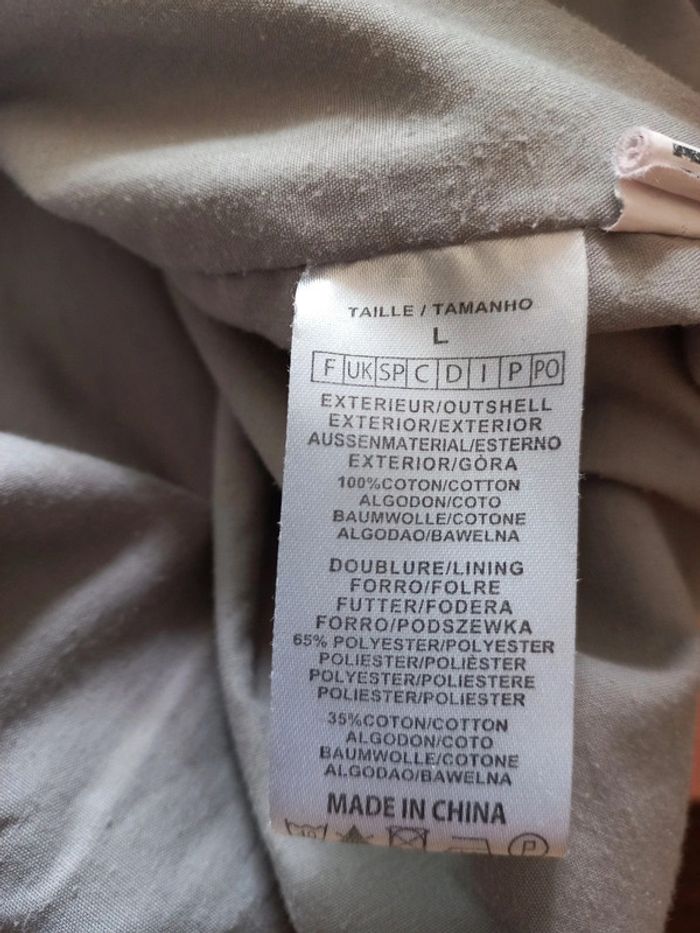 TAILLE / TAMANHO
L
F UK SP C D I P PO
EXTERIEUR/OUTSHELL
EXTERIOR/EXTERIOR
AUSSENMATERIAL/ESTERNO
EXTERIOR/GÒRA
100%COTON/COTTON
ALGODON/COTO
BAUMWOLLE/COTONE
ALGODAO/BAWELNA
DOUBLURE/LINING
FORRO/FOLRE
FUTTER/FODERA
FORRO/PODSZEWKA
65% POLYESTER/POLYESTER
POLIESTER/POLIÈSTER
POLYESTER/POLIESTERE
POLIESTER/POLIESTER
35%COTON/COTTON
ALGODON/COTO
BAUMWOLLE/COTONE
ALGODAO/BAWELNA
MADE IN CHINA
P